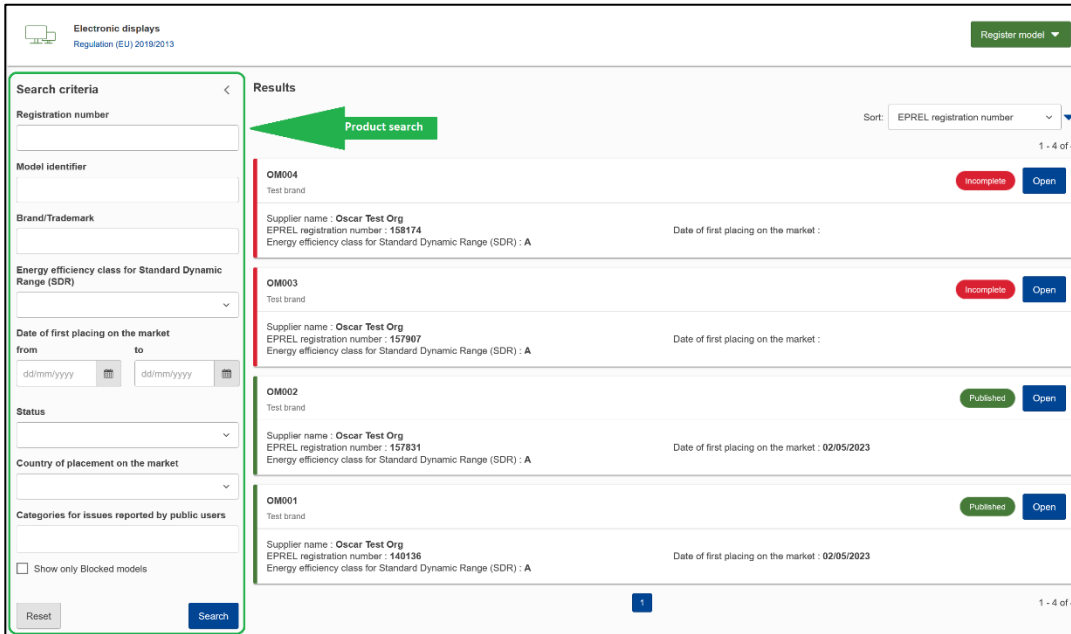 Electronic displays
Regulation (EU) 2019/2013
Register model
Search criteria
Registration number
Model identifier
Brand/Trademark
Energy efficiency class for Standard Dynamic
Range (SDR)
Date of first placing on the market
from to
dd/mm/yyyy dd/mm/yyyy
Status
Country of placement on the market
Categories for issues reported by public users
Show only Blocked models
Reset Search
Product search
Results
Sort: EPREL registration number
1 - 4 of
OM004
Test brand
Incomplete Open
Supplier name : Oscar Test Org
EPREL registration number : 158174
Date of first placing on the market :
Energy efficiency class for Standard Dynamic Range (SDR) : A
OM003
Test brand
Incomplete Open
Supplier name : Oscar Test Org
EPREL registration number : 157907
Date of first placing on the market :
Energy efficiency class for Standard Dynamic Range (SDR) : A
OM002
Test brand
Published Open
Supplier name : Oscar Test Org
EPREL registration number : 157831
Date of first placing on the market : 02/05/2023
Energy efficiency class for Standard Dynamic Range (SDR) : A
OM001
Test brand
Published Open
Supplier name : Oscar Test Org
EPREL registration number : 140136
Date of first placing on the market : 02/05/2023
Energy efficiency class for Standard Dynamic Range (SDR) : A
1
1 - 4 of